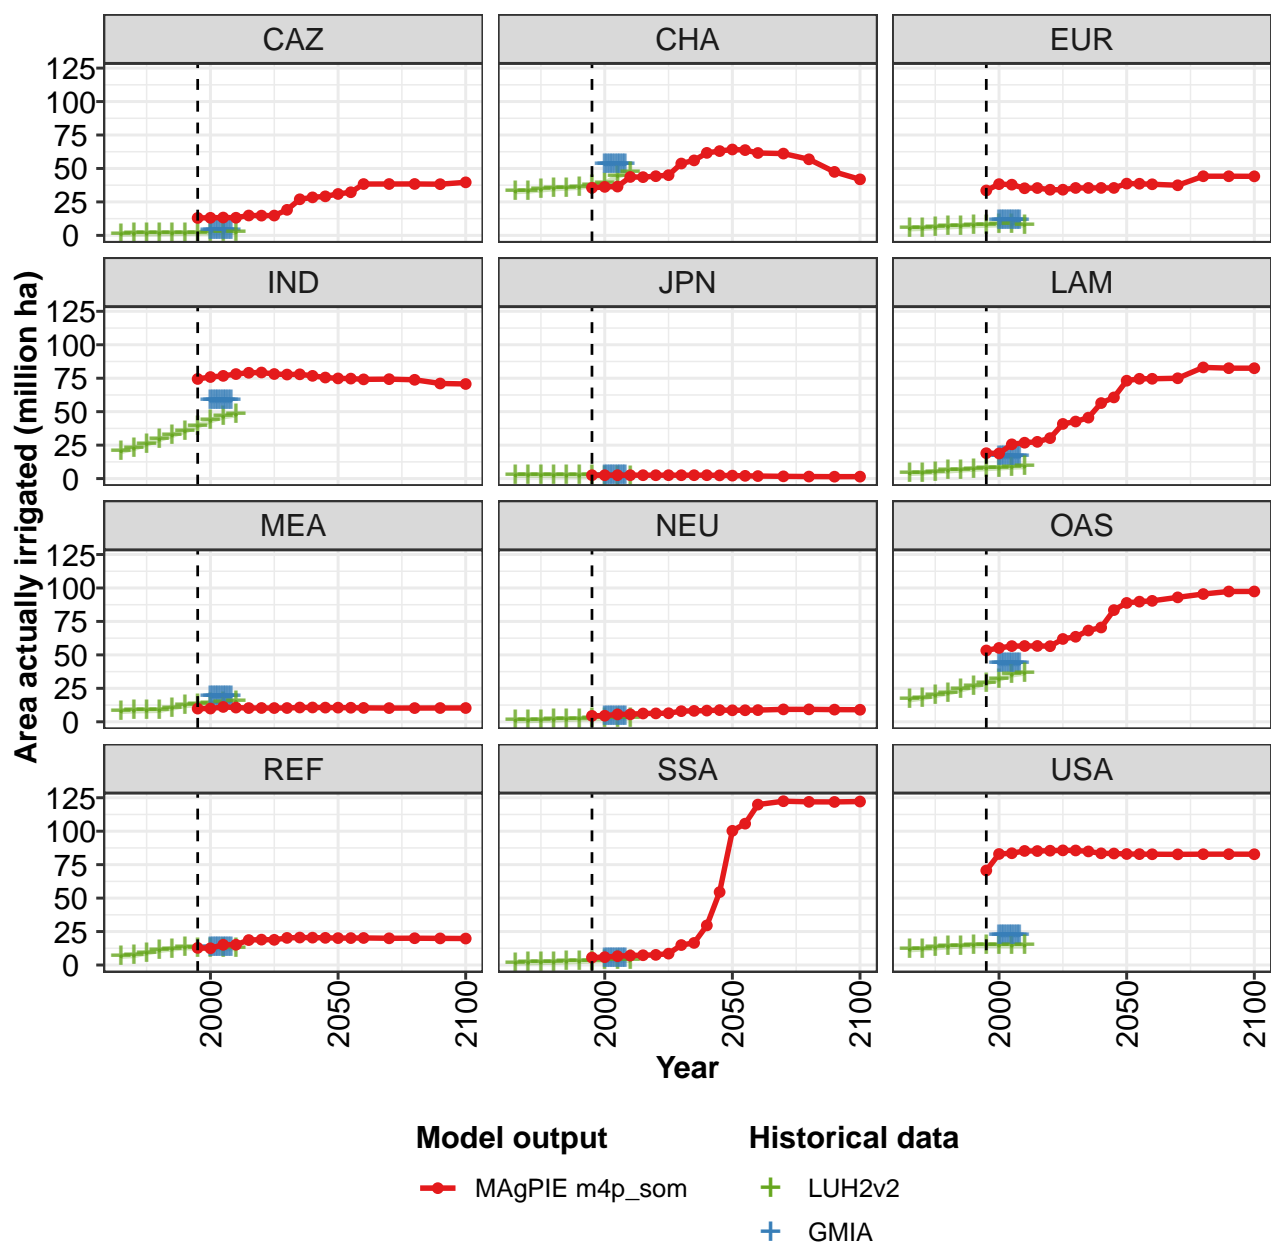 CAZ CHA EUR
125
100
75
50
25
0
IND JPN LAM
125
100
75
50
25
0
MEA NEU OAS
125
100
75
50
25
0
REF SSA USA
125
100
75
50
25
0
Area actually irrigated (million ha)
2000 2050 2100 2000 2050 2100 2000 2050 2100
Year
Model output Historical data
MAgPIE m4p_som LUH2v2
GMIA